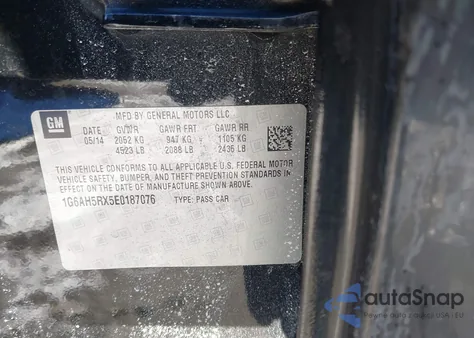 MFD BY GENERAL MOTORS LLC
GM
DATE GVWR GAWR FRT GAWR RR
05/14 2052 KG 947 KG 1105 KG
4523 LB 2088 LB 2436 LB
THIS VEHICLE CONFORMS TO ALL APPLICABLE U.S. FEDERAL MOTOR
VEHICLE SAFETY, BUMPER, AND THEFT PREVENTION STANDARDS
IN EFFECT ON THE DATE OF MANUFACTURE SHOWN ABOVE.
1G6AH5RX5E0187076 TYPE: PASS CAR
autoSnap